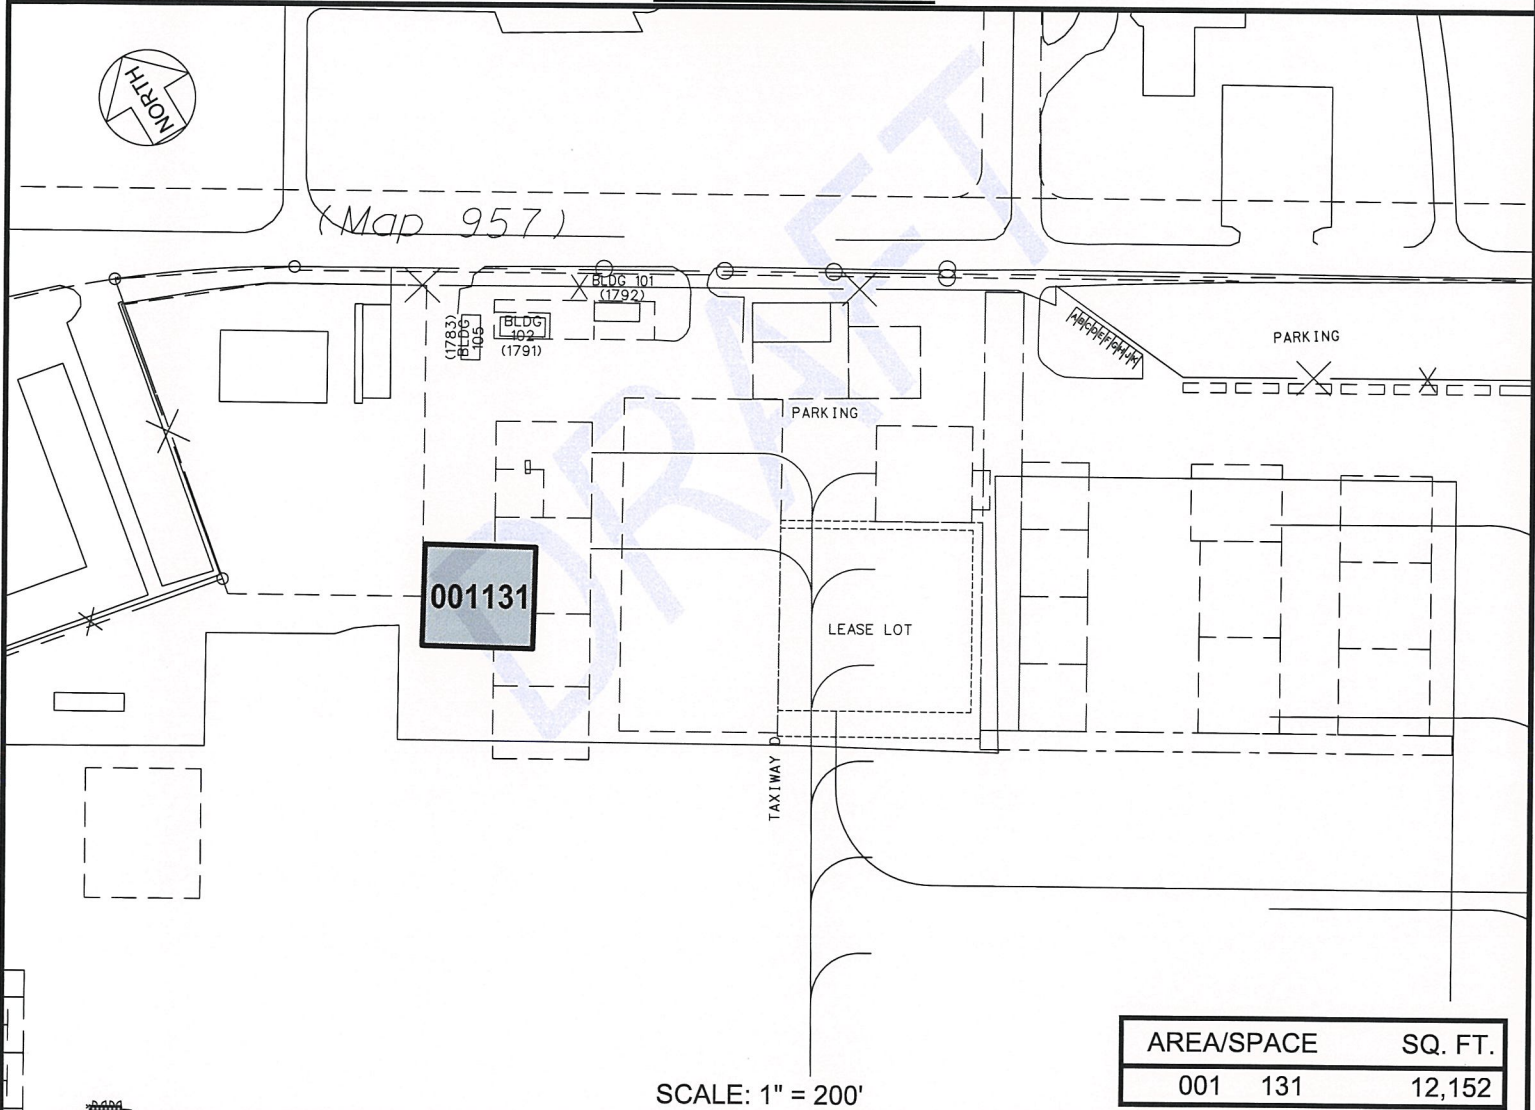 NORTH
(Map 957)
BLDG 101
(1792)
(1783)
BLDG
105
BLDG
102
(1791)
PARKING
PARKING
001131
LEASE LOT
TAXIWAY D
DRAFT
AREA/SPACE SQ. FT.
001 131 12,152
SCALE: 1" = 200'